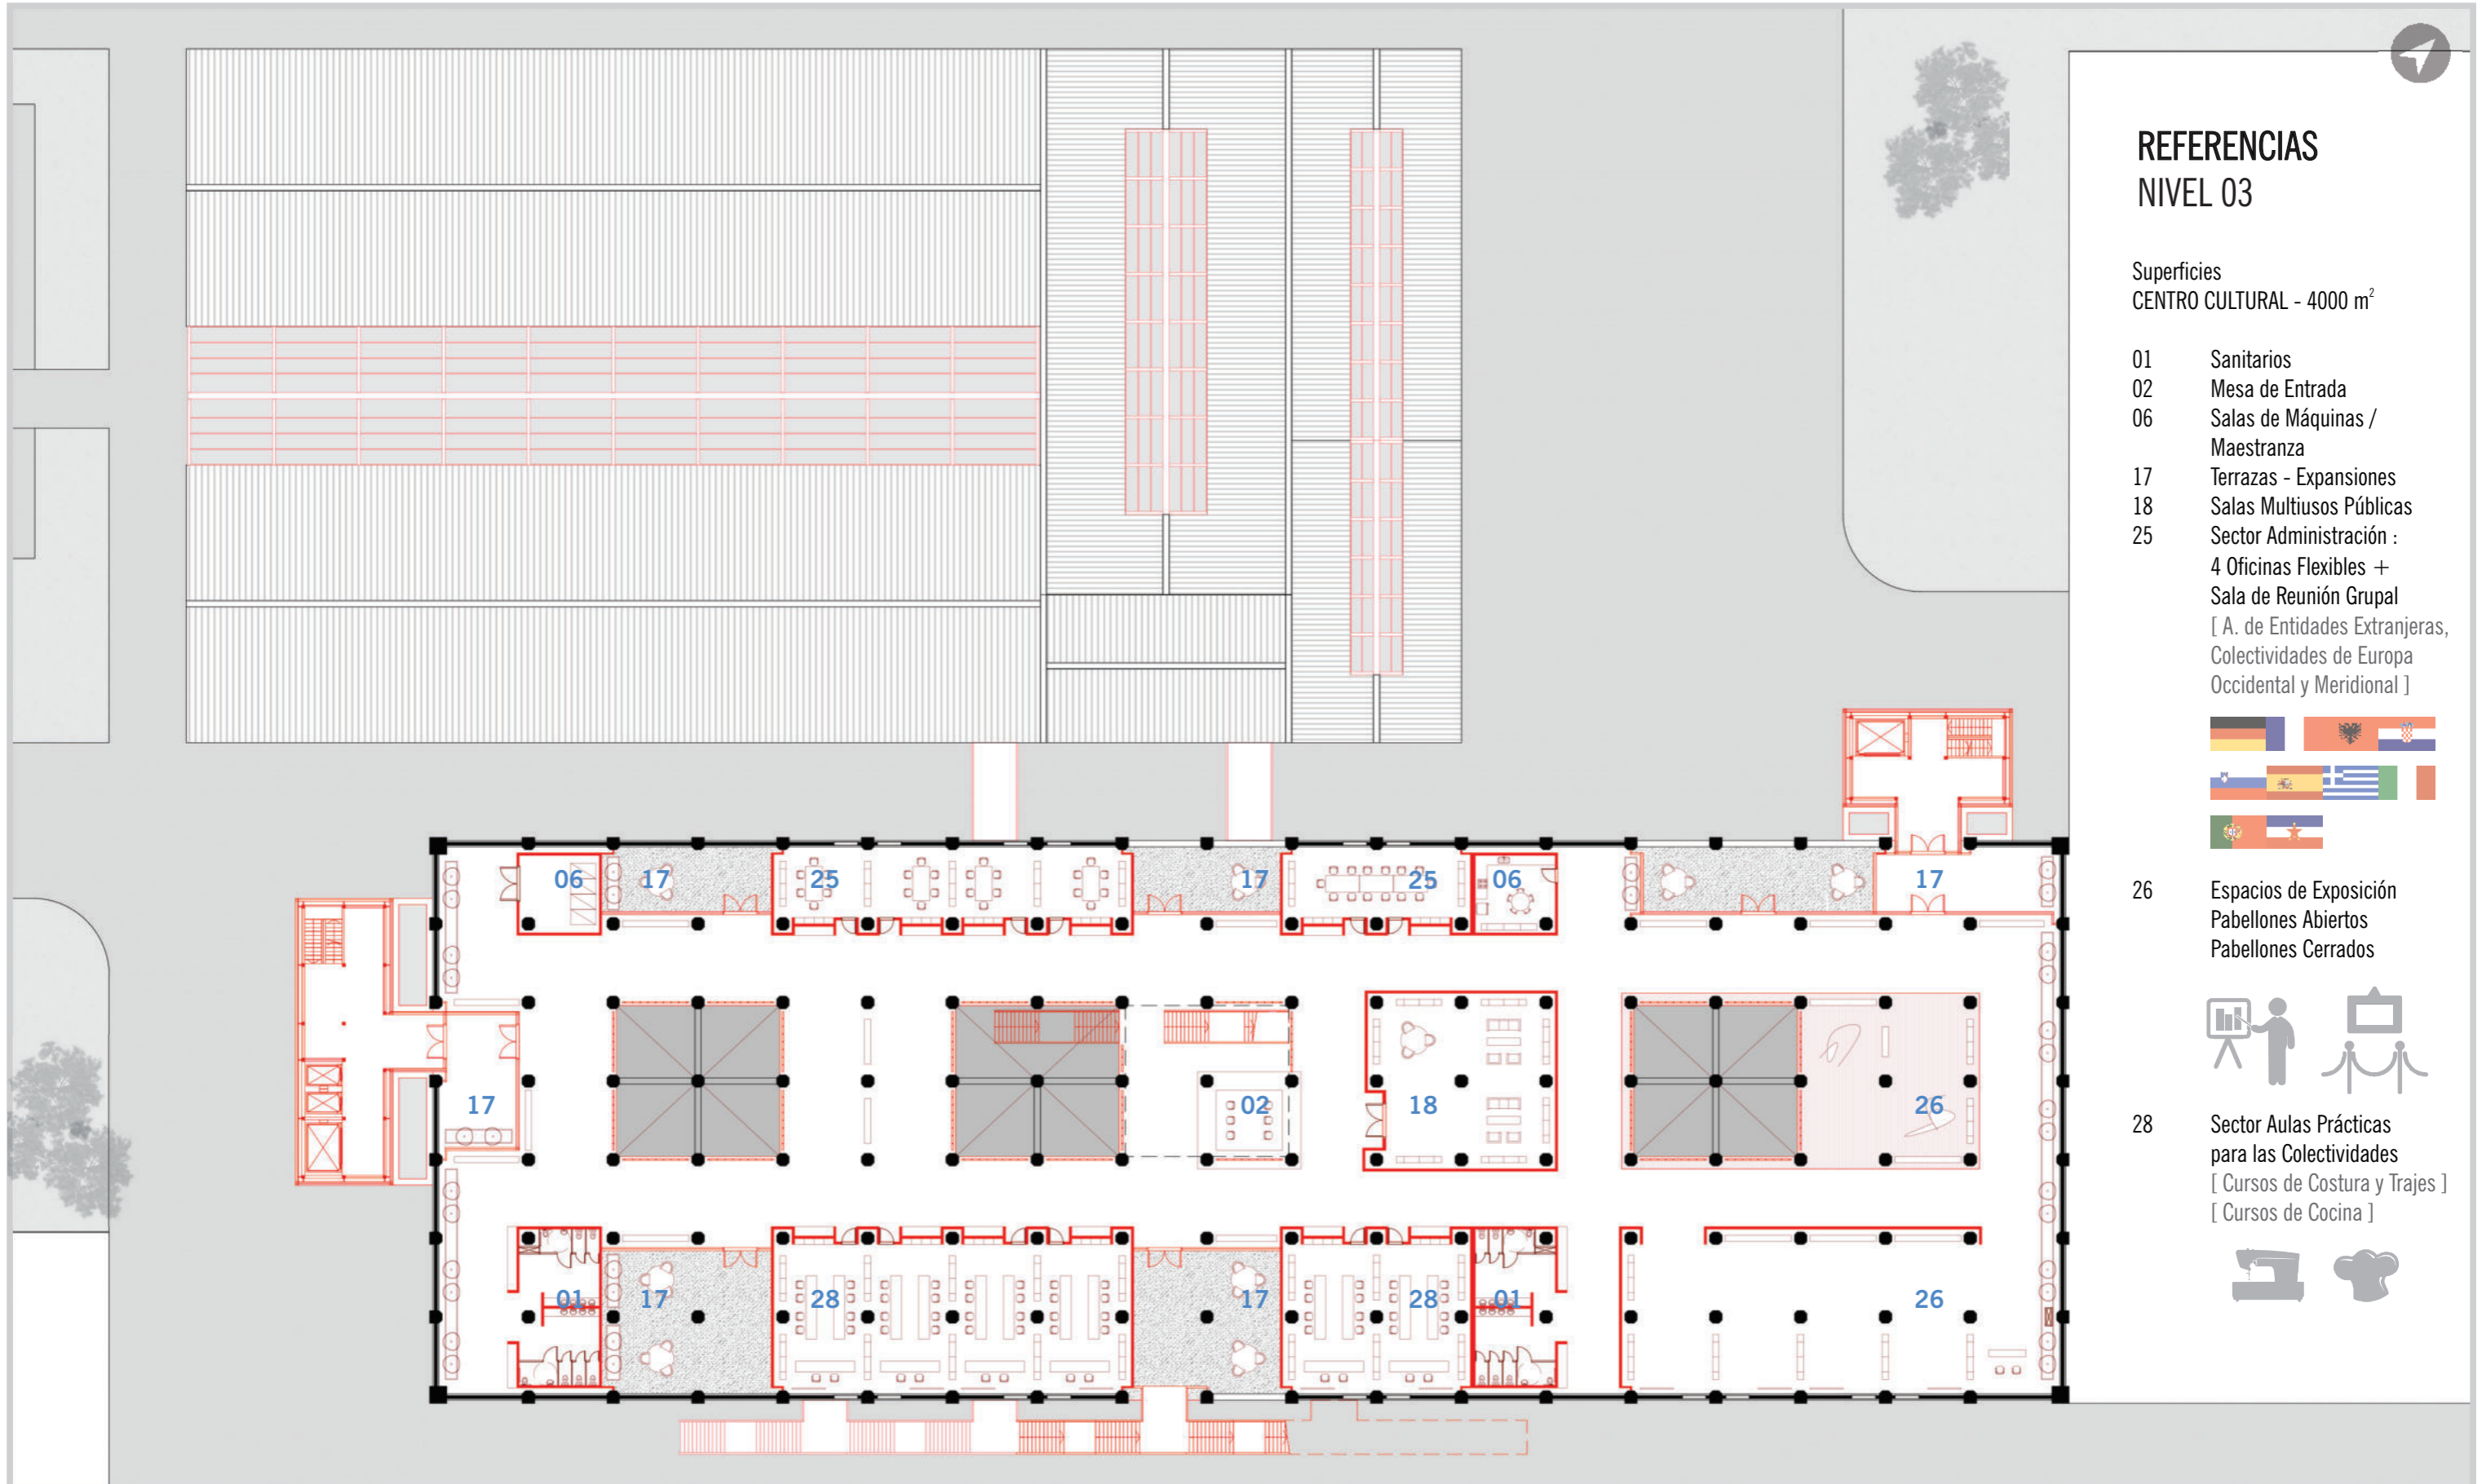 REFERENCIAS
NIVEL 03
Superficies
CENTRO CULTURAL - 4000 m²
01 Sanitarios
02 Mesa de Entrada
06 Salas de Máquinas /
Maestranza
17 Terrazas - Expansiones
18 Salas Multiusos Públicas
25 Sector Administración :
4 Oficinas Flexibles +
Sala de Reunión Grupal
[ A. de Entidades Extranjeras,
Colectividades de Europa
Occidental y Meridional ]
26 Espacios de Exposición
Pabellones Abiertos
Pabellones Cerrados
28 Sector Aulas Prácticas
para las Colectividades
[ Cursos de Costura y Trajes ]
[ Cursos de Cocina ]
06 17 25 17 25 06 17
17 02 18 26
01 17 28 17 28 01 26